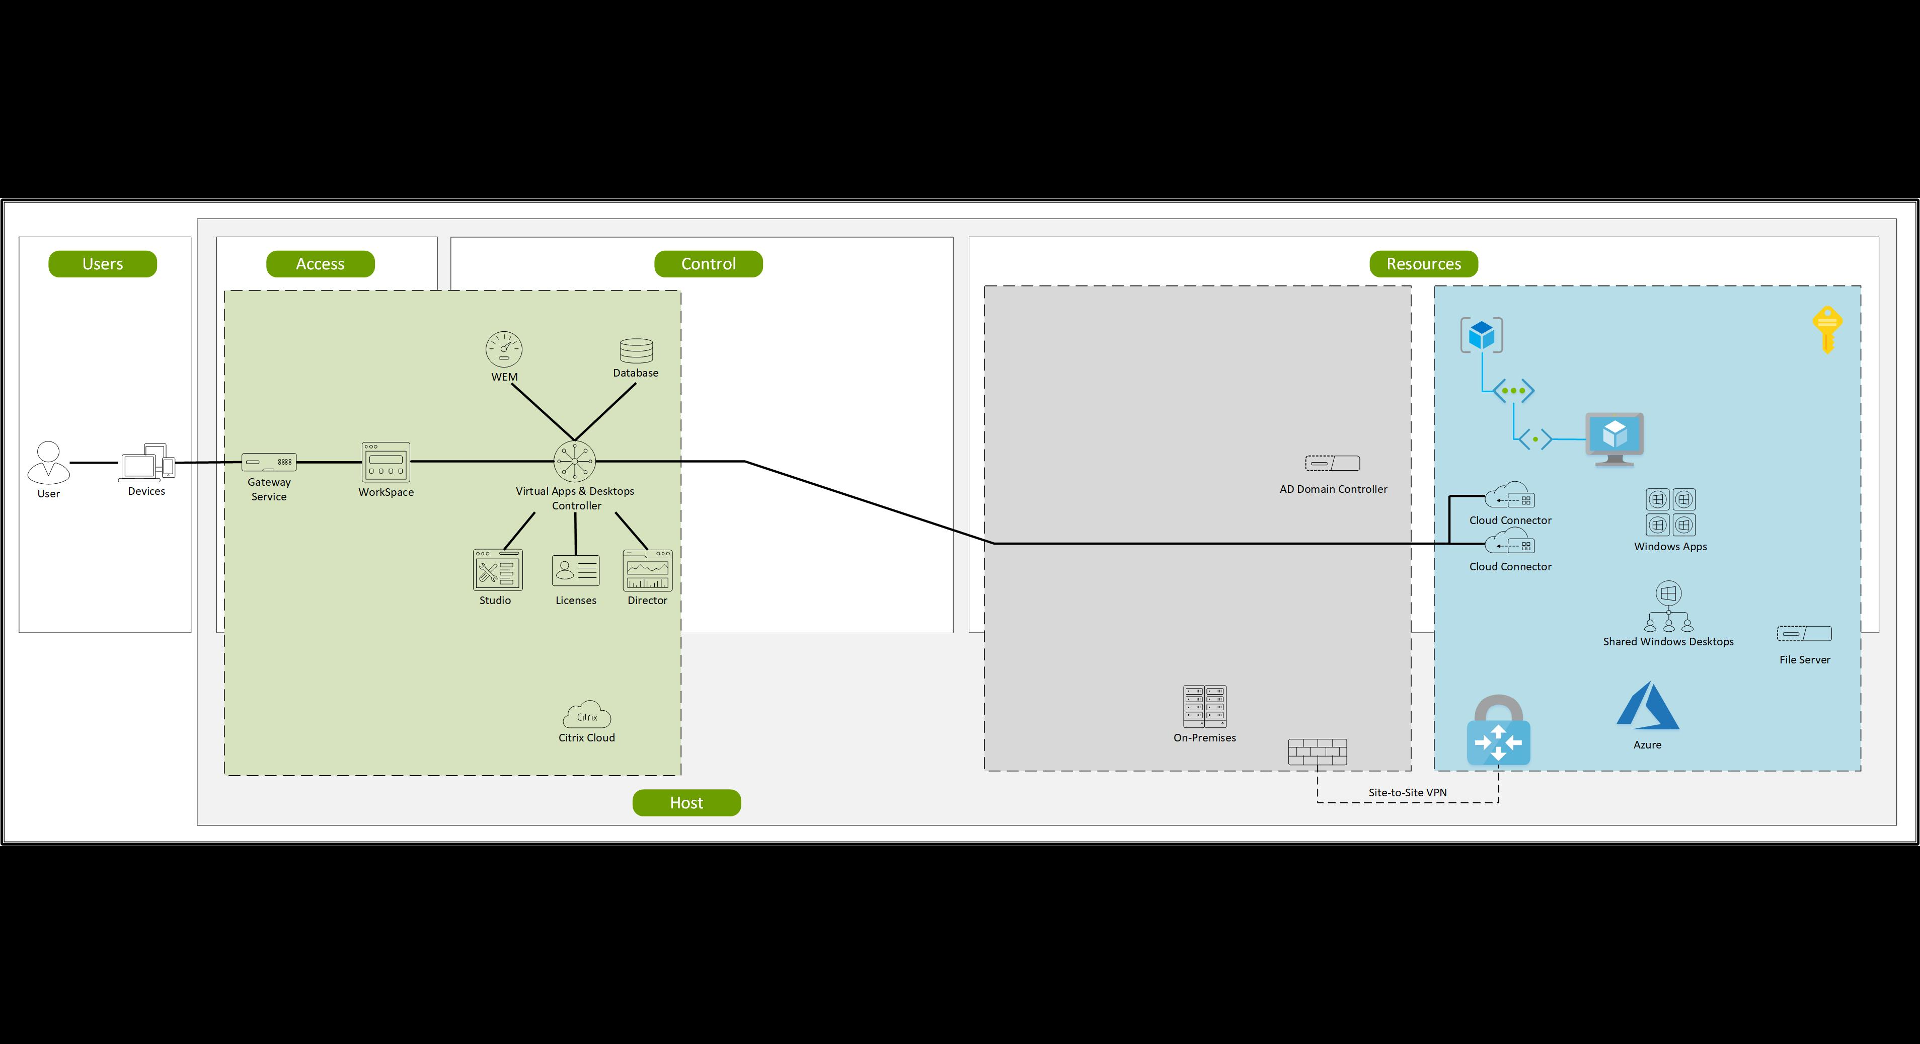 Users
Access
Control
Resources
WEM
Database
User
Devices
Gateway
Service
WorkSpace
Virtual Apps & Desktops
Controller
AD Domain Controller
Cloud Connector
Cloud Connector
Windows Apps
Studio
Licenses
Director
Shared Windows Desktops
File Server
Citrix
Citrix Cloud
On-Premises
Azure
Site-to-Site VPN
Host